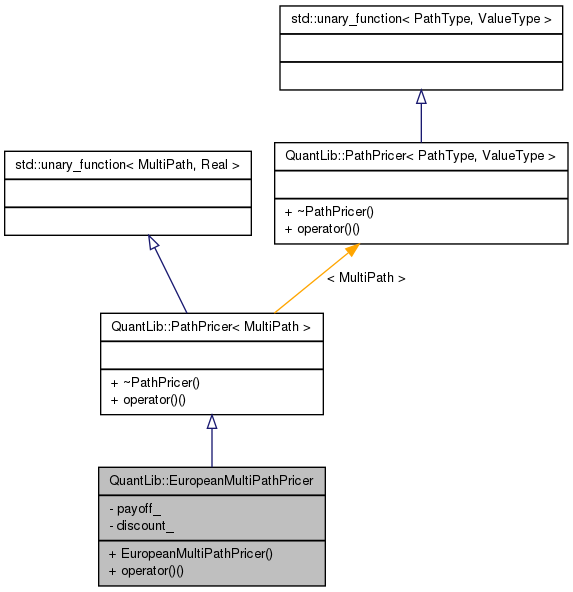 std::unary_function< PathType, ValueType >
QuantLib::PathPricer< PathType, ValueType >
+ ~PathPricer()
+ operator()()
std::unary_function< MultiPath, Real >
< MultiPath >
QuantLib::PathPricer< MultiPath >
+ ~PathPricer()
+ operator()()
QuantLib::EuropeanMultiPathPricer
- payoff_
- discount_
+ EuropeanMultiPathPricer()
+ operator()()